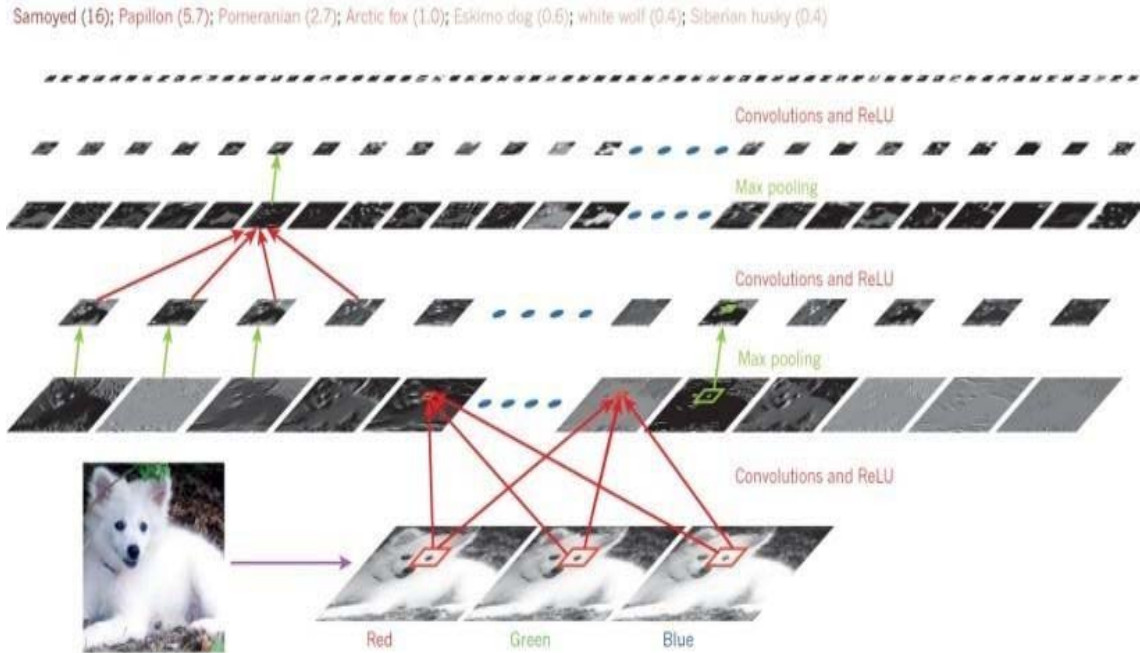 Samoyed (16); Papillon (5.7); Pomeranian (2.7); Arctic fox (1.0); Eskimo dog (0.6); white wolf (0.4); Siberian husky (0.4)
Convolutions and ReLU
Max pooling
Convolutions and ReLU
Max pooling
Convolutions and ReLU
Red Green Blue